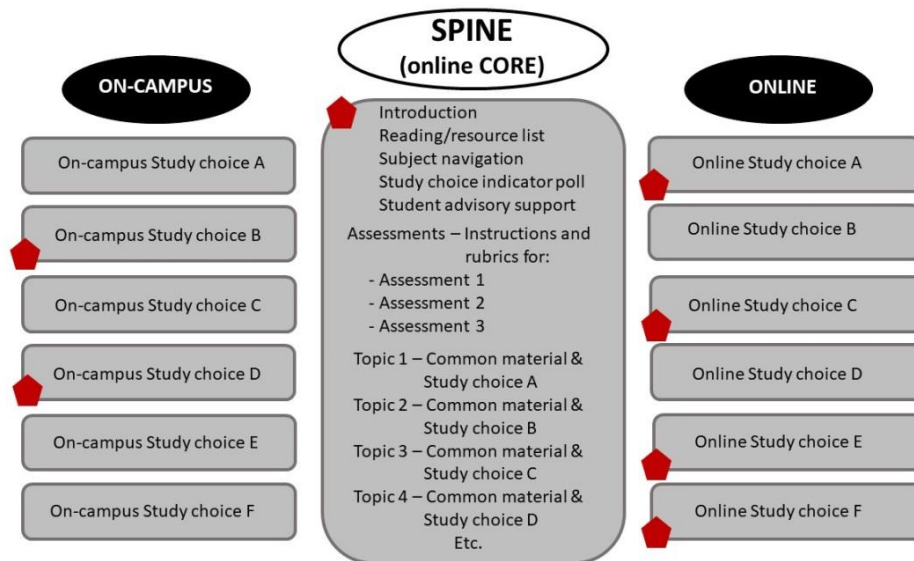 ON-CAMPUS
On-campus Study choice A
On-campus Study choice B
On-campus Study choice C
On-campus Study choice D
On-campus Study choice E
On-campus Study choice F
SPINE
(online CORE)
Introduction
Reading/resource list
Subject navigation
Study choice indicator poll
Student advisory support
Assessments – Instructions and
rubrics for:
- Assessment 1
- Assessment 2
- Assessment 3
Topic 1 – Common material &
Study choice A
Topic 2 – Common material &
Study choice B
Topic 3 – Common material &
Study choice C
Topic 4 – Common material &
Study choice D
Etc.
ONLINE
Online Study choice A
Online Study choice B
Online Study choice C
Online Study choice D
Online Study choice E
Online Study choice F